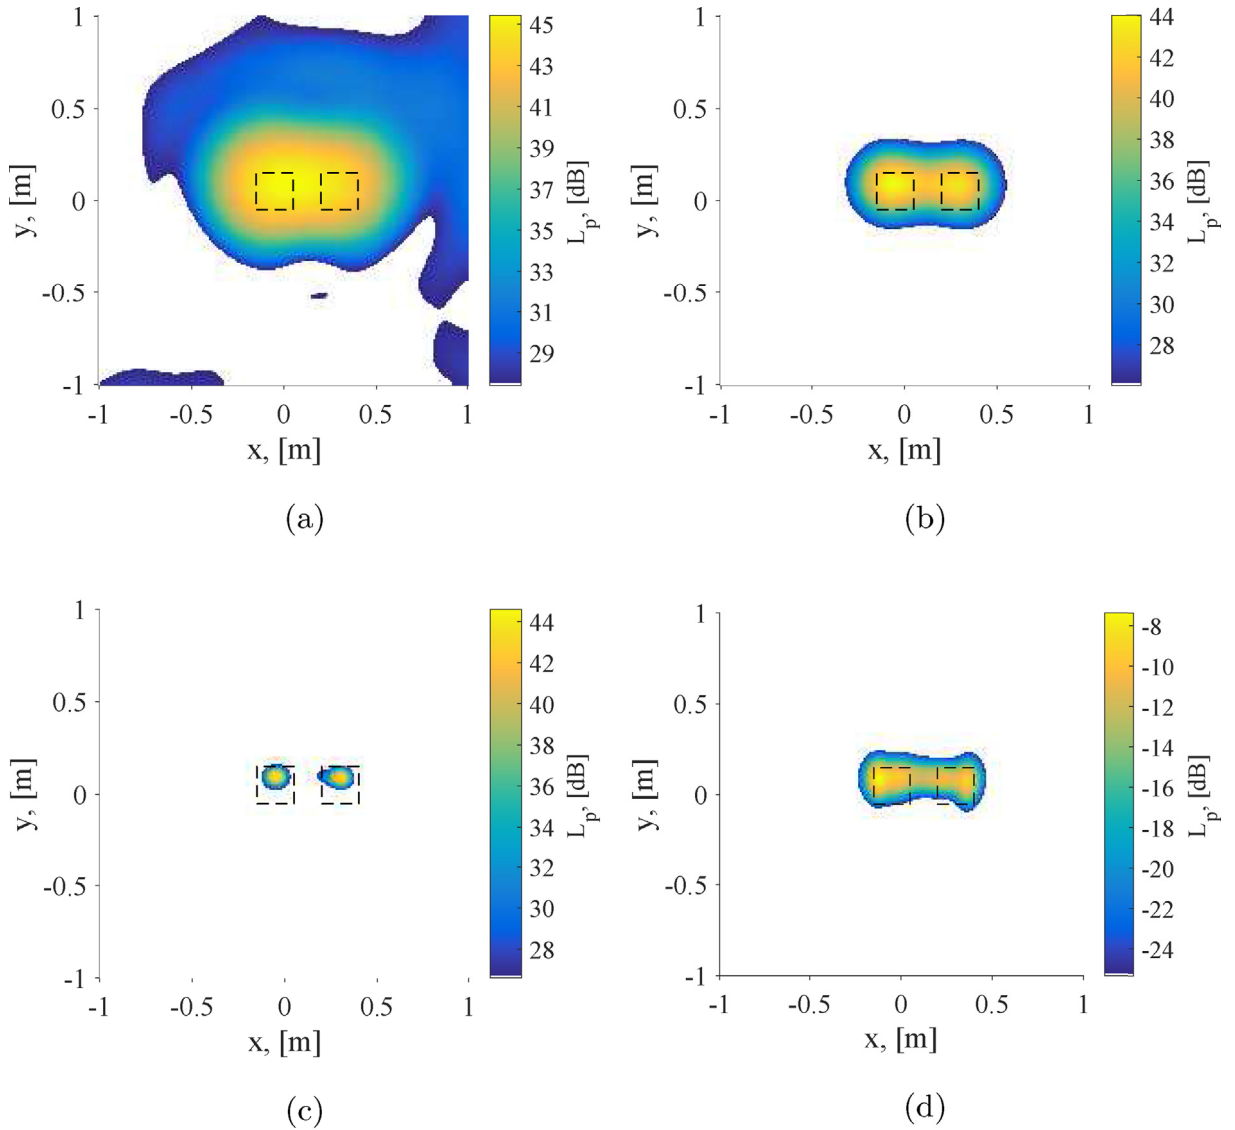 1
0.5
0
-0.5
-1
y, [m]
-1 -0.5 0 0.5 1
x, [m]
45
43
41
39
37
35
33
31
29
L_p, [dB]
(a)
1
0.5
0
-0.5
-1
y, [m]
-1 -0.5 0 0.5 1
x, [m]
44
42
40
38
36
34
32
30
28
L_p, [dB]
(b)
1
0.5
0
-0.5
-1
y, [m]
-1 -0.5 0 0.5 1
x, [m]
44
42
40
38
36
34
32
30
28
L_p, [dB]
(c)
1
0.5
0
-0.5
-1
y, [m]
-1 -0.5 0 0.5 1
x, [m]
-8
-10
-12
-14
-16
-18
-20
-22
-24
L_p, [dB]
(d)